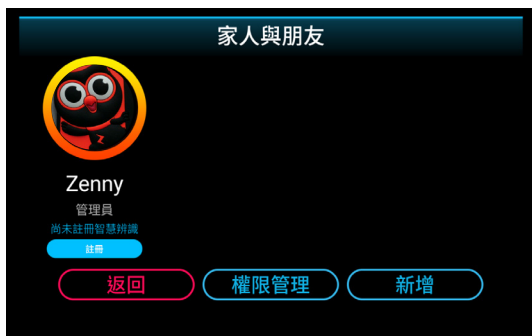 家人與朋友
Zenny
管理員
尚未註冊智慧辨識
註冊
返回
權限管理
新增